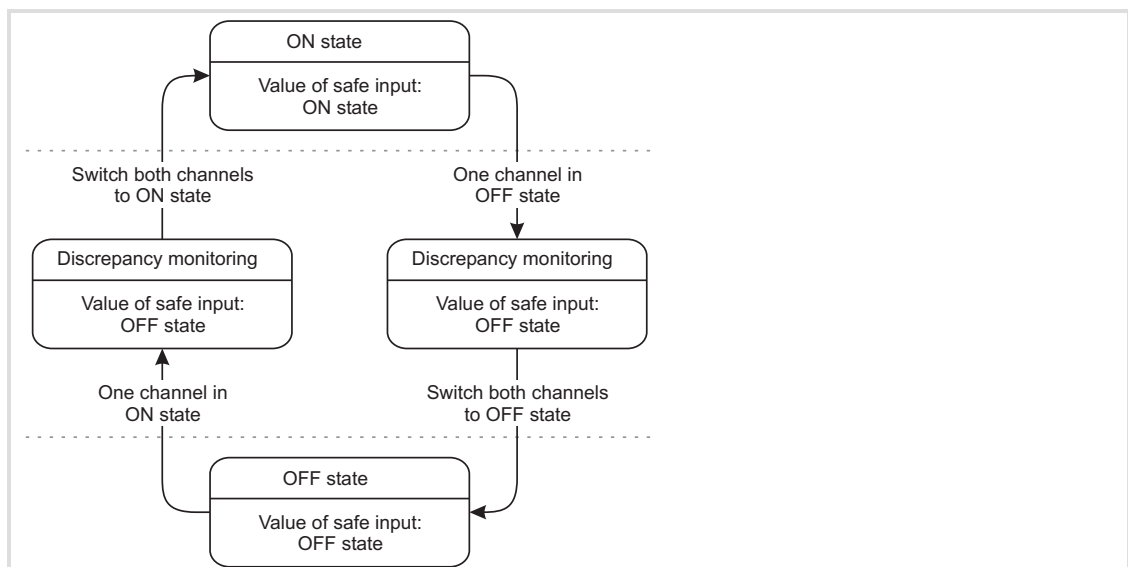 ON state
Value of safe input:
ON state
Switch both channels
to ON state
One channel in
OFF state
Discrepancy monitoring
Value of safe input:
OFF state
Discrepancy monitoring
Value of safe input:
OFF state
One channel in
ON state
Switch both channels
to OFF state
OFF state
Value of safe input:
OFF state